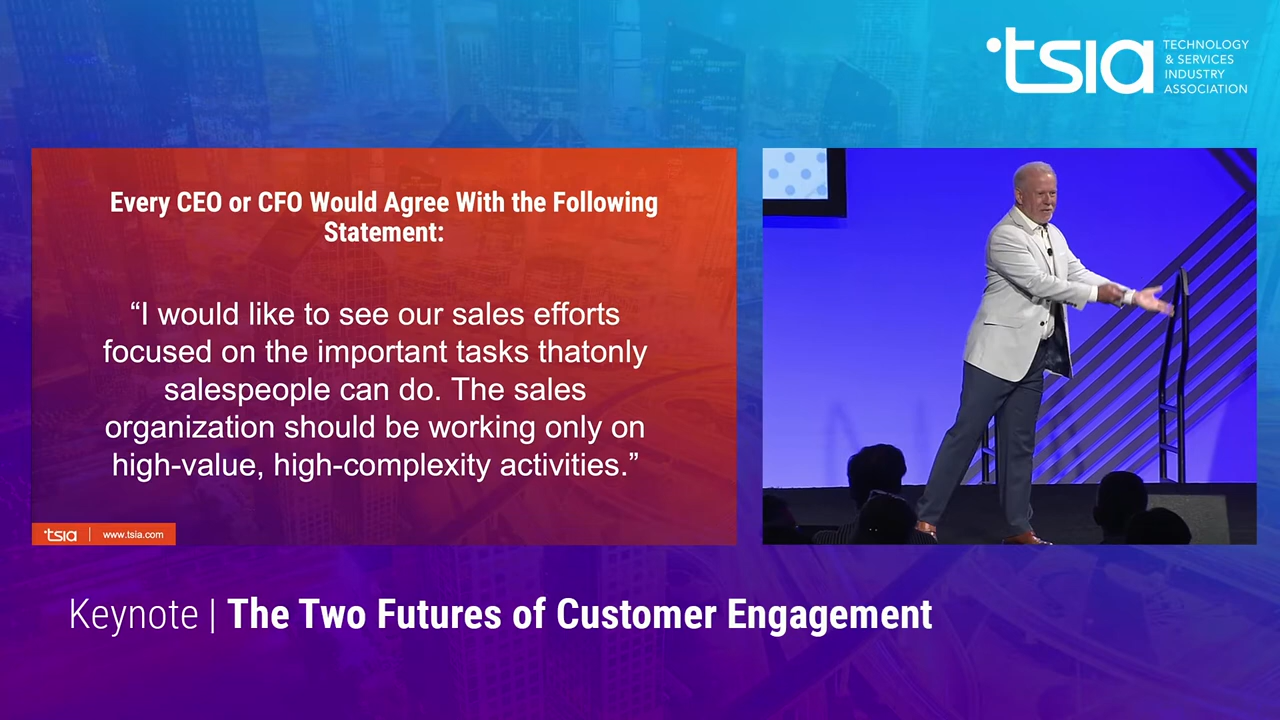 tsia
TECHNOLOGY
& SERVICES
INDUSTRY
ASSOCIATION
Every CEO or CFO Would Agree With the Following
Statement:
“I would like to see our sales efforts
focused on the important tasks thatonly
salespeople can do. The sales
organization should be working only on
high-value, high-complexity activities.”
tsia | www.tsia.com
Keynote | The Two Futures of Customer Engagement